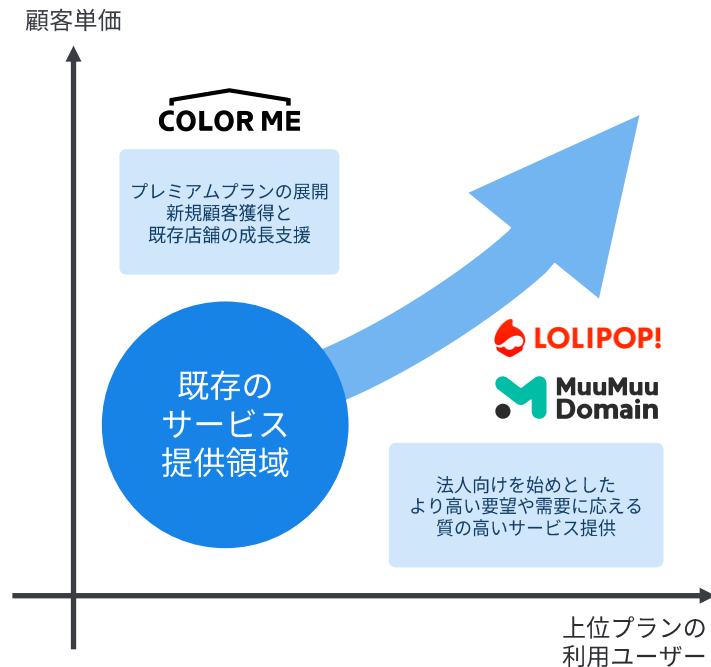 顧客単価
COLOR ME
プレミアムプランの展開
新規顧客獲得と
既存店舗の成長支援
既存の
サービス
提供領域
LOLIPOP!
MuuMuu
Domain
法人向けを始めとした
より高い要望や需要に応える
質の高いサービス提供
上位プランの
利用ユーザー